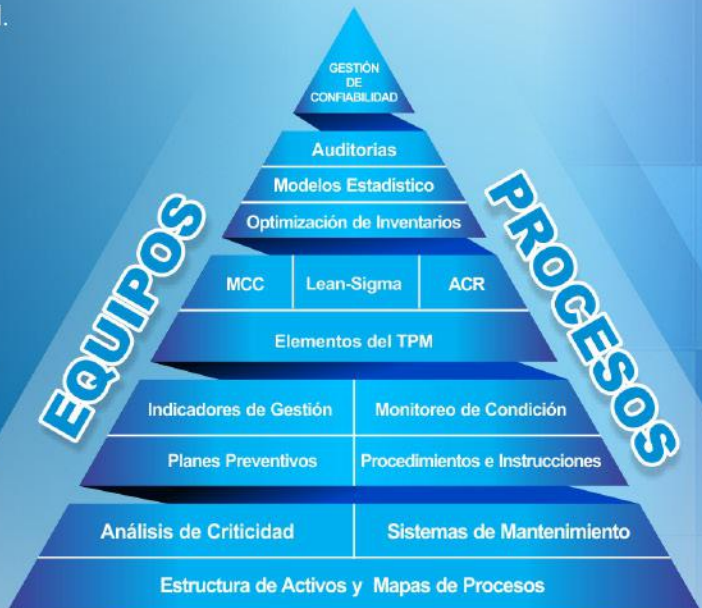 l.
GESTIÓN
DE
CONFIABILIDAD
Auditorias
Modelos Estadístico
Optimización de Inventarios
MCC Lean-Sigma ACR
Elementos del TPM
Indicadores de Gestión Monitoreo de Condición
Planes Preventivos Procedimientos e Instrucciones
Análisis de Criticidad Sistemas de Mantenimiento
Estructura de Activos y Mapas de Procesos
EQUIPOS
PROCESOS